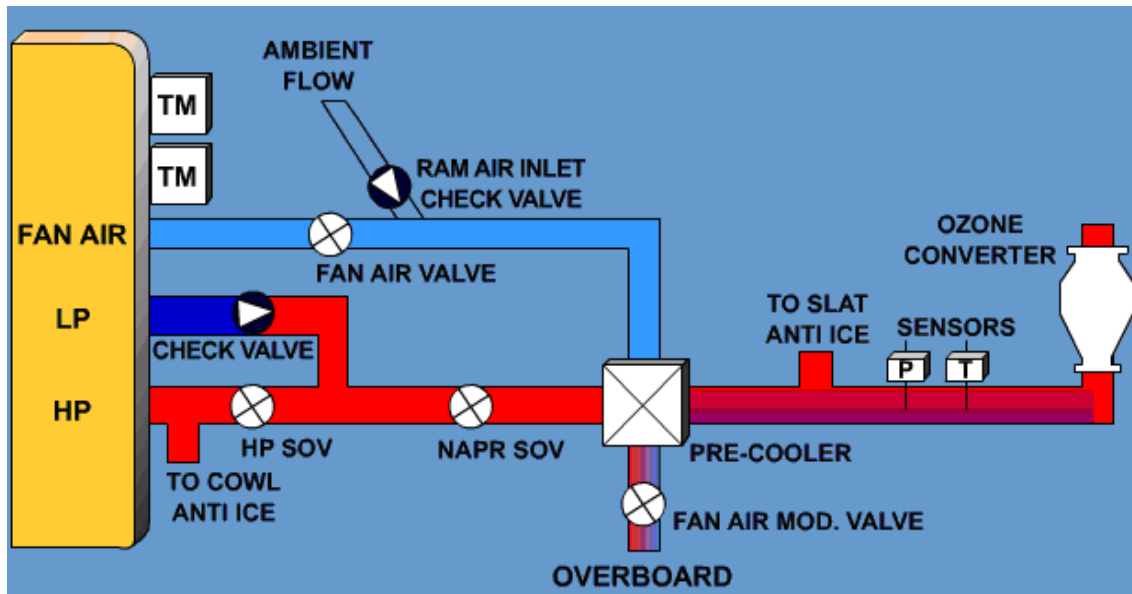 AMBIENT
FLOW
TM
TM
RAM AIR INLET
CHECK VALVE
FAN AIR
FAN AIR VALVE
OZONE
CONVERTER
LP
CHECK VALVE
TO SLAT
ANTI ICE
SENSORS
P
T
HP
HP SOV
NAPR SOV
PRE-COOLER
TO COWL
ANTI ICE
FAN AIR MOD. VALVE
OVERBOARD